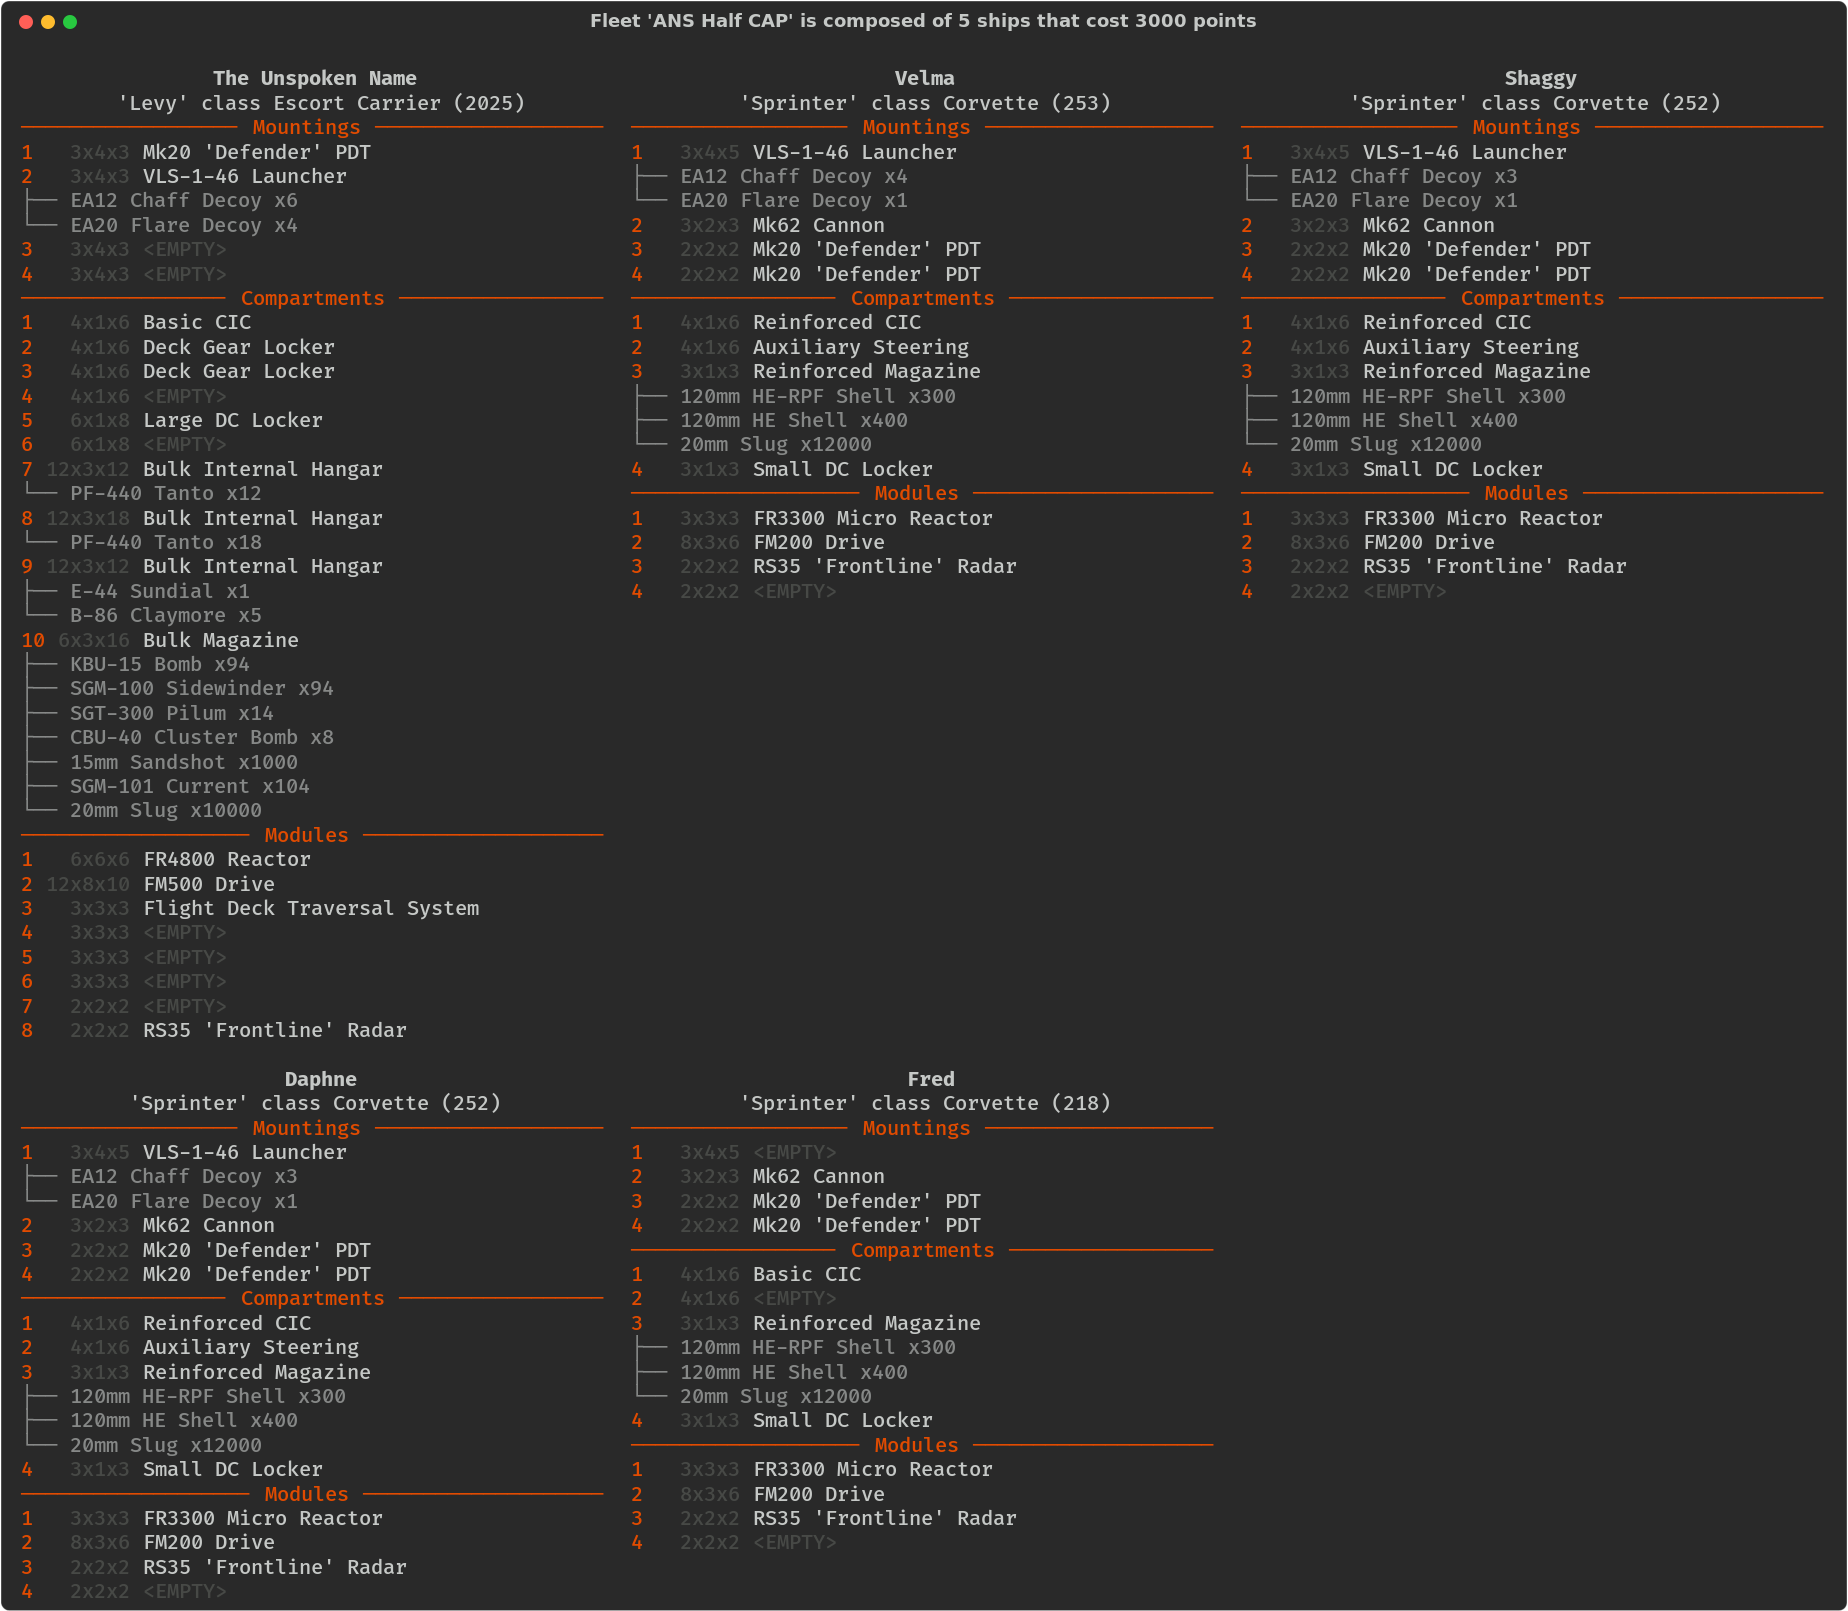 Fleet 'ANS Half CAP' is composed of 5 ships that cost 3000 points
The Unspoken Name
'Levy' class Escort Carrier (2025)
Mountings
1 3x4x3 Mk20 'Defender' PDT
2 3x4x3 VLS-1-46 Launcher
├── EA12 Chaff Decoy x6
└── EA20 Flare Decoy x4
3 3x4x3 <EMPTY>
4 3x4x3 <EMPTY>
Compartments
1 4x1x6 Basic CIC
2 4x1x6 Deck Gear Locker
3 4x1x6 Deck Gear Locker
4 4x1x6 <EMPTY>
5 6x1x8 Large DC Locker
6 6x1x8 <EMPTY>
7 12x3x12 Bulk Internal Hangar
└── PF-440 Tanto x12
8 12x3x18 Bulk Internal Hangar
└── PF-440 Tanto x18
9 12x3x12 Bulk Internal Hangar
├── E-44 Sundial x1
└── B-86 Claymore x5
10 6x3x16 Bulk Magazine
├── KBU-15 Bomb x94
├── SGM-100 Sidewinder x94
├── SGT-300 Pilum x14
├── CBU-40 Cluster Bomb x8
├── 15mm Sandshot x1000
├── SGM-101 Current x104
└── 20mm Slug x10000
Modules
1 6x6x6 FR4800 Reactor
2 12x8x10 FM500 Drive
3 3x3x3 Flight Deck Traversal System
4 3x3x3 <EMPTY>
5 3x3x3 <EMPTY>
6 3x3x3 <EMPTY>
7 2x2x2 <EMPTY>
8 2x2x2 RS35 'Frontline' Radar
Velma
'Sprinter' class Corvette (253)
Mountings
1 3x4x5 VLS-1-46 Launcher
├── EA12 Chaff Decoy x4
└── EA20 Flare Decoy x1
2 3x2x3 Mk62 Cannon
3 2x2x2 Mk20 'Defender' PDT
4 2x2x2 Mk20 'Defender' PDT
Compartments
1 4x1x6 Reinforced CIC
2 4x1x6 Auxiliary Steering
3 3x1x3 Reinforced Magazine
├── 120mm HE-RPF Shell x300
├── 120mm HE Shell x400
└── 20mm Slug x12000
4 3x1x3 Small DC Locker
Modules
1 3x3x3 FR3300 Micro Reactor
2 8x3x6 FM200 Drive
3 2x2x2 RS35 'Frontline' Radar
4 2x2x2 <EMPTY>
Shaggy
'Sprinter' class Corvette (252)
Mountings
1 3x4x5 VLS-1-46 Launcher
├── EA12 Chaff Decoy x3
└── EA20 Flare Decoy x1
2 3x2x3 Mk62 Cannon
3 2x2x2 Mk20 'Defender' PDT
4 2x2x2 Mk20 'Defender' PDT
Compartments
1 4x1x6 Reinforced CIC
2 4x1x6 Auxiliary Steering
3 3x1x3 Reinforced Magazine
├── 120mm HE-RPF Shell x300
├── 120mm HE Shell x400
└── 20mm Slug x12000
4 3x1x3 Small DC Locker
Modules
1 3x3x3 FR3300 Micro Reactor
2 8x3x6 FM200 Drive
3 2x2x2 RS35 'Frontline' Radar
4 2x2x2 <EMPTY>
Daphne
'Sprinter' class Corvette (252)
Mountings
1 3x4x5 VLS-1-46 Launcher
├── EA12 Chaff Decoy x3
└── EA20 Flare Decoy x1
2 3x2x3 Mk62 Cannon
3 2x2x2 Mk20 'Defender' PDT
4 2x2x2 Mk20 'Defender' PDT
Compartments
1 4x1x6 Reinforced CIC
2 4x1x6 Auxiliary Steering
3 3x1x3 Reinforced Magazine
├── 120mm HE-RPF Shell x300
├── 120mm HE Shell x400
└── 20mm Slug x12000
4 3x1x3 Small DC Locker
Modules
1 3x3x3 FR3300 Micro Reactor
2 8x3x6 FM200 Drive
3 2x2x2 RS35 'Frontline' Radar
4 2x2x2 <EMPTY>
Fred
'Sprinter' class Corvette (218)
Mountings
1 3x4x5 <EMPTY>
2 3x2x3 Mk62 Cannon
3 2x2x2 Mk20 'Defender' PDT
4 2x2x2 Mk20 'Defender' PDT
Compartments
1 4x1x6 Basic CIC
2 4x1x6 <EMPTY>
3 3x1x3 Reinforced Magazine
├── 120mm HE-RPF Shell x300
├── 120mm HE Shell x400
└── 20mm Slug x12000
4 3x1x3 Small DC Locker
Modules
1 3x3x3 FR3300 Micro Reactor
2 8x3x6 FM200 Drive
3 2x2x2 RS35 'Frontline' Radar
4 2x2x2 <EMPTY>